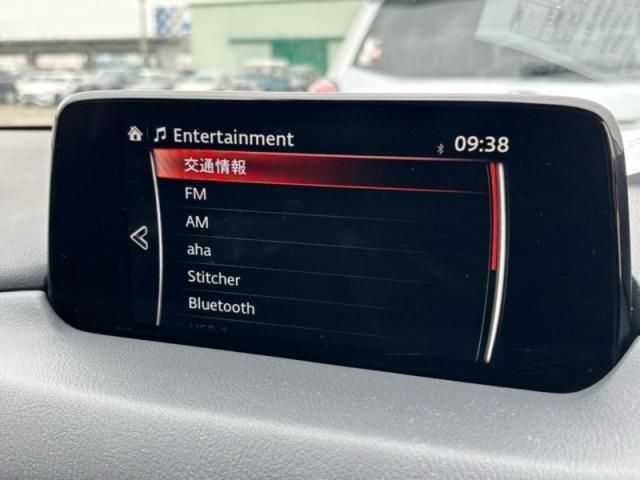 Entertainment
09:38
交通情報
FM
AM
aha
Stitcher
Bluetooth